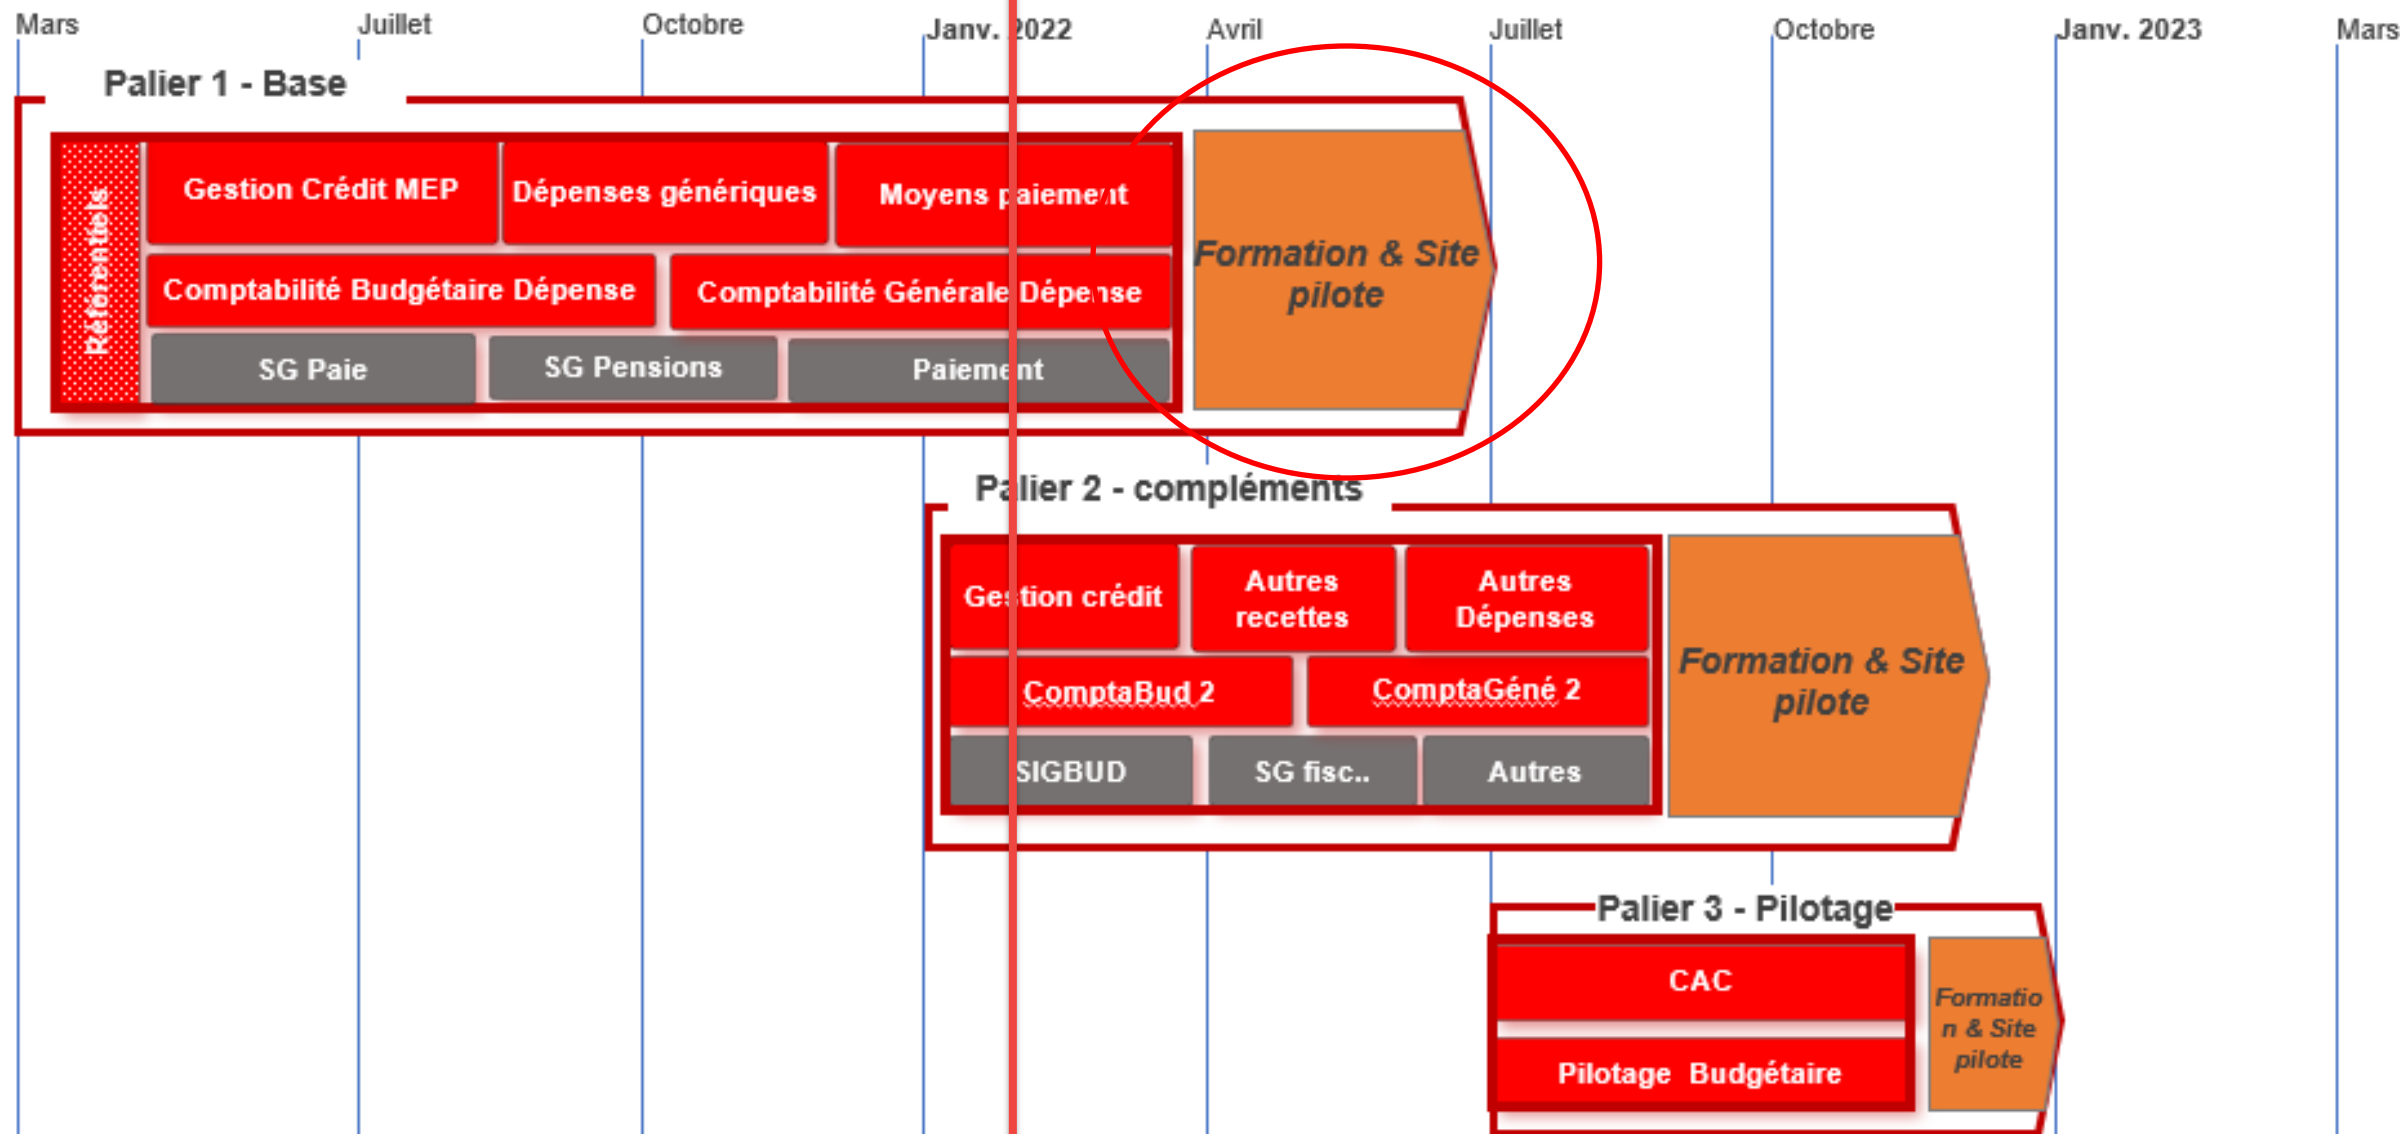 Mars Juillet Octobre Janv. 2022 Avril Juillet Octobre Janv. 2023 Mars
Palier 1 - Base
Référentiels
Gestion Crédit MEP
Dépenses génériques
Moyens paiement
Comptabilité Budgétaire Dépense
Comptabilité Générale Dépense
SG Paie
SG Pensions
Paiement
Formation & Site
pilote
Palier 2 - compléments
Gestion crédit
Autres
recettes
Autres
Dépenses
ComptaBud 2
ComptaGéné 2
SIGBUD
SG fisc..
Autres
Formation & Site
pilote
Palier 3 - Pilotage
CAC
Pilotage Budgétaire
Formatio
n & Site
pilote